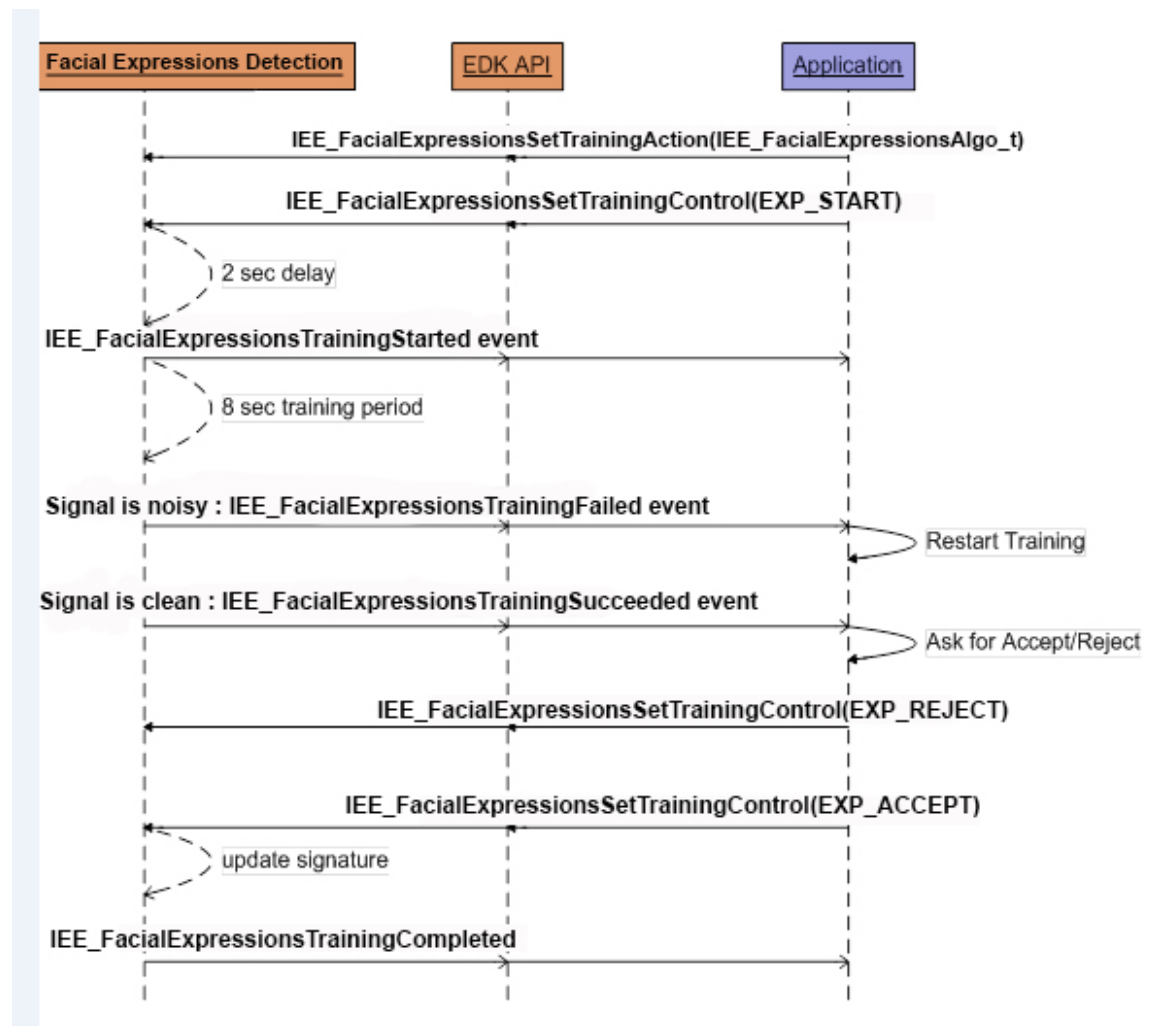 Facial Expressions Detection
EDK API
Application
IEE_FacialExpressionsSetTrainingAction(IEE_FacialExpressionsAlgo_t)
IEE_FacialExpressionsSetTrainingControl(EXP_START)
2 sec delay
IEE_FacialExpressionsTrainingStarted event
8 sec training period
Signal is noisy : IEE_FacialExpressionsTrainingFailed event
Restart Training
Signal is clean : IEE_FacialExpressionsTrainingSucceeded event
Ask for Accept/Reject
IEE_FacialExpressionsSetTrainingControl(EXP_REJECT)
IEE_FacialExpressionsSetTrainingControl(EXP_ACCEPT)
update signature
IEE_FacialExpressionsTrainingCompleted